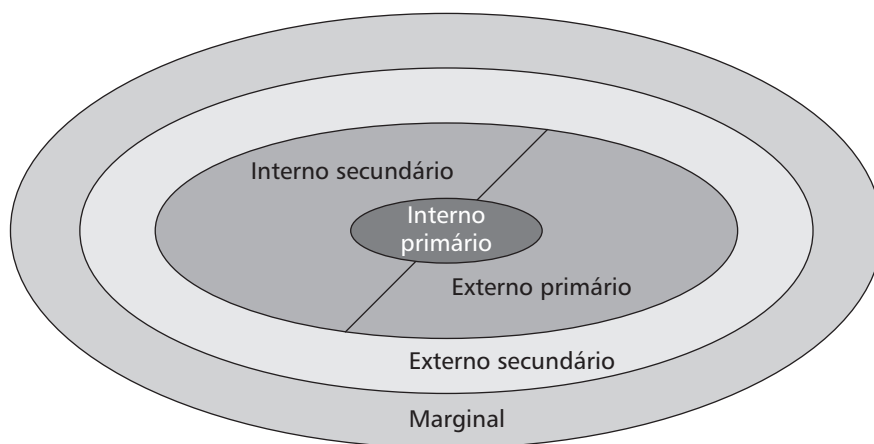 Interno secundário
Interno
primário
Externo primário
Externo secundário
Marginal